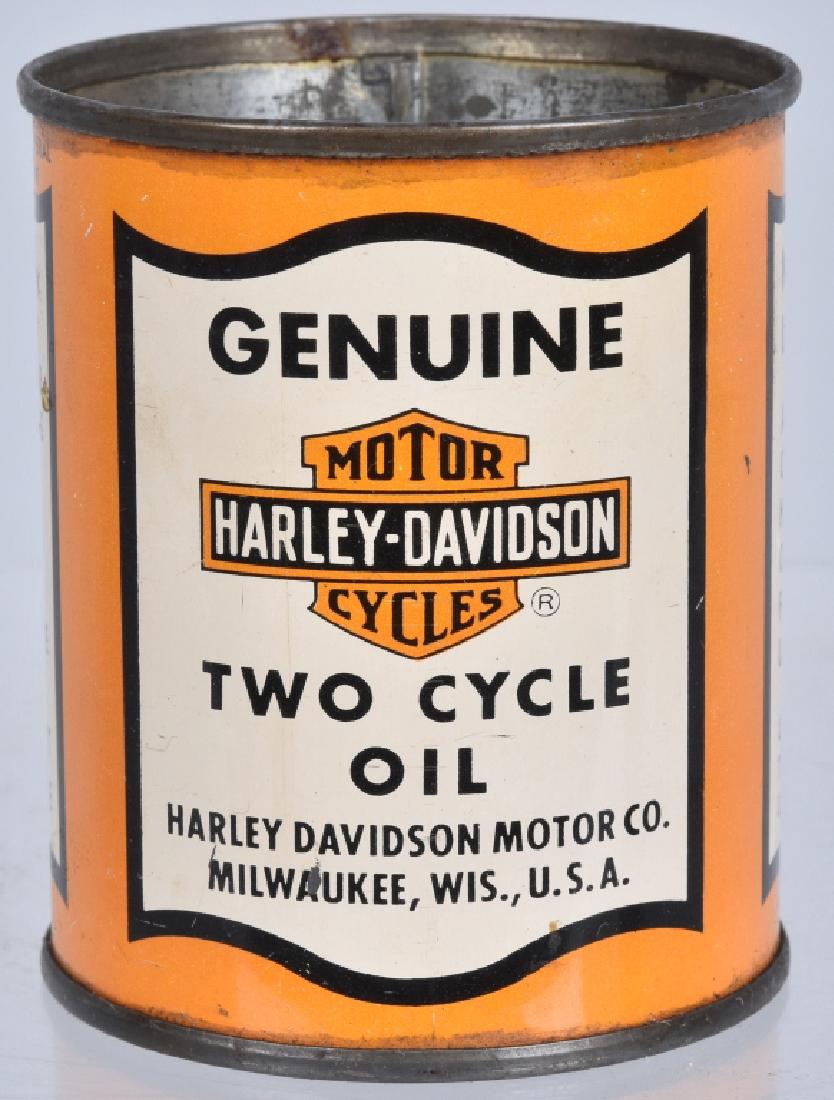 GENUINE
MOTOR
HARLEY-DAVIDSON
CYCLES ®
TWO CYCLE
OIL
HARLEY DAVIDSON MOTOR CO.
MILWAUKEE, WIS., U.S.A.